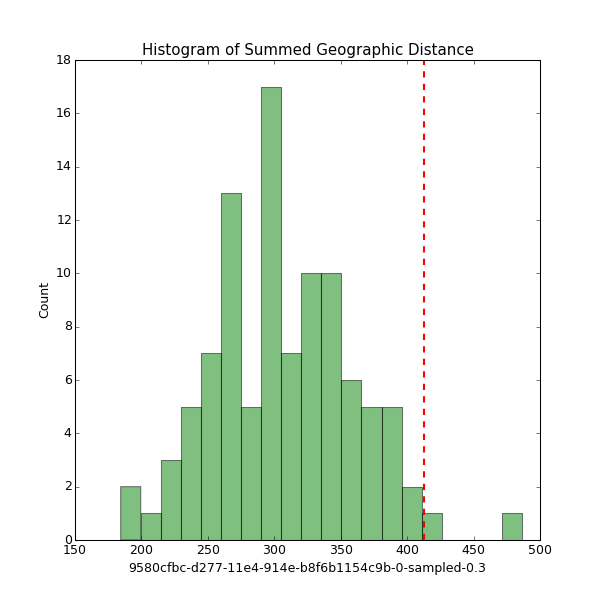 Histogram of Summed Geographic Distance
18
16
14
12
10
8
6
4
2
0
Count
150 200 250 300 350 400 450 500
9580cfbc-d277-11e4-914e-b8f6b1154c9b-0-sampled-0.3